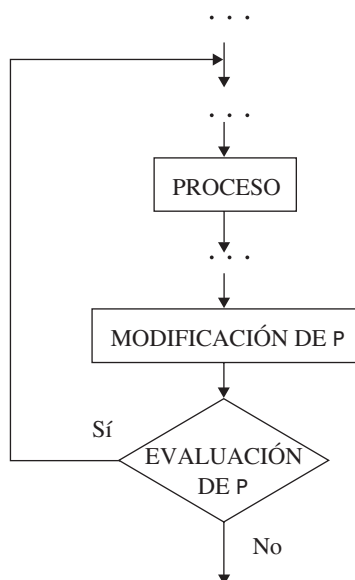 . . .
. . .
PROCESO
. . .
MODIFICACIÓN DE P
Sí
EVALUACIÓN
DE P
No